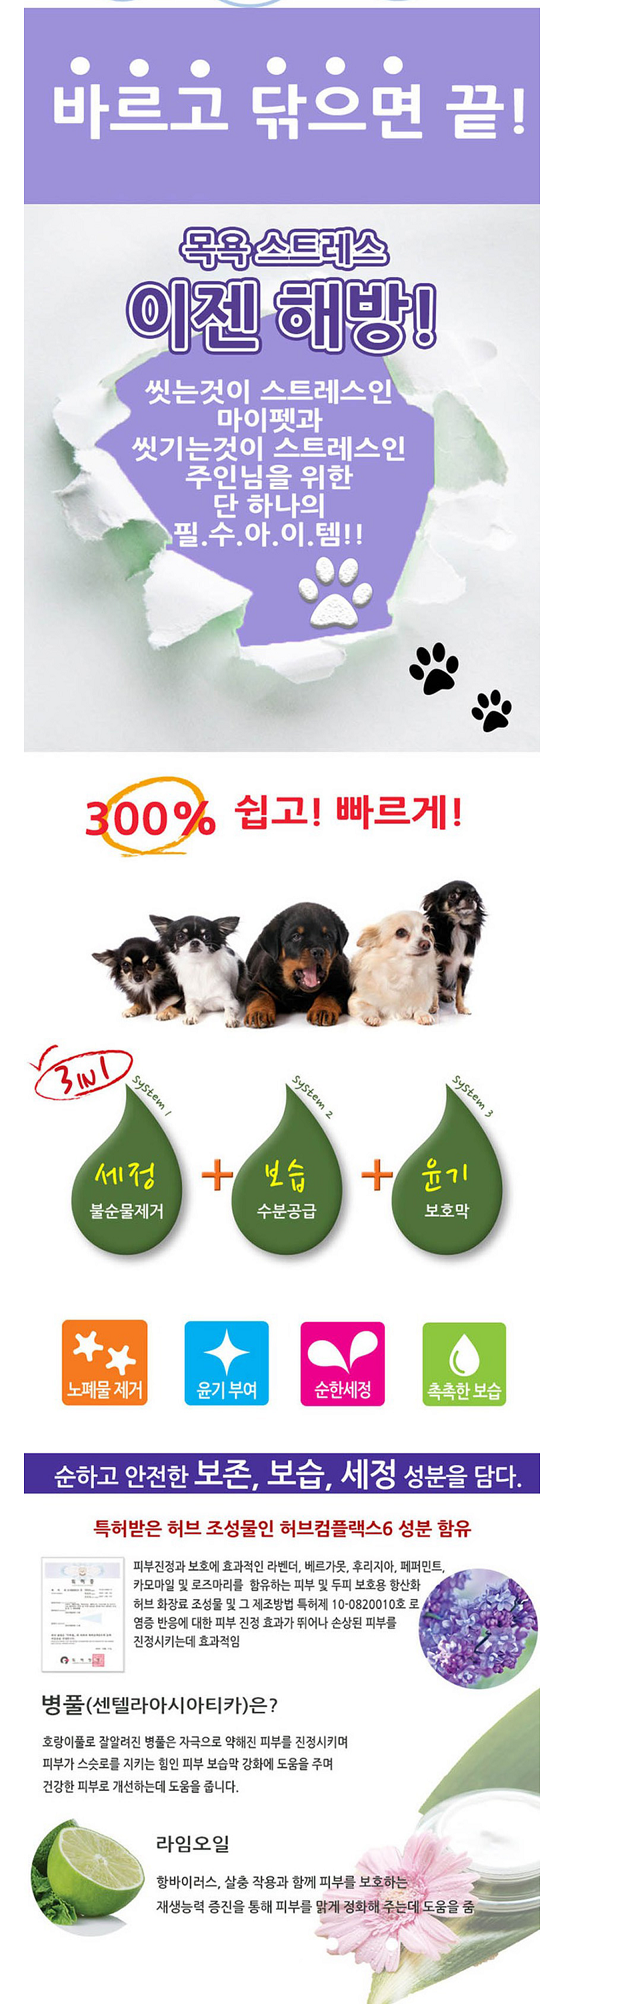 바르고 닦으면 끝!
목욕 스트레스
이젠 해방!
씻는것이 스트레스인
마이펫과
씻기는것이 스트레스인
주인님을 위한
단 하나의
필.수.아.이.템!!
300% 쉽고! 빠르게!
3 IN 1
System 1
System 2
System 3
세정 + 보습 + 윤기
불순물제거 수분공급 보호막
노폐물 제거 윤기 부여 순한세정 촉촉한 보습
순하고 안전한 보존, 보습, 세정 성분을 담다.
특허받은 허브 조성물인 허브컴플랙스6 성분 함유
피부진정과 보호에 효과적인 라벤더, 베르가못, 후리지아, 페퍼민트,
카모마일 및 로즈마리를 함유하는 피부 및 두피 보호용 항산화
허브 화장료 조성물 및 그 제조방법 특허제 10-0820010호 로
염증 반응에 대한 피부 진정 효과가 뛰어나 손상된 피부를
진정시키는데 효과적임
병풀(센텔라아시아티카)은?
호랑이풀로 잘알려진 병풀은 자극으로 약해진 피부를 진정시키며
피부가 스슷로를 지키는 힘인 피부 보습막 강화에 도움을 주며
건강한 피부로 개선하는데 도움을 줍니다.
라임오일
항바이러스, 살충 작용과 함께 피부를 보호하는
재생능력 증진을 통해 피부를 맑게 정화해 주는데 도움을 줌